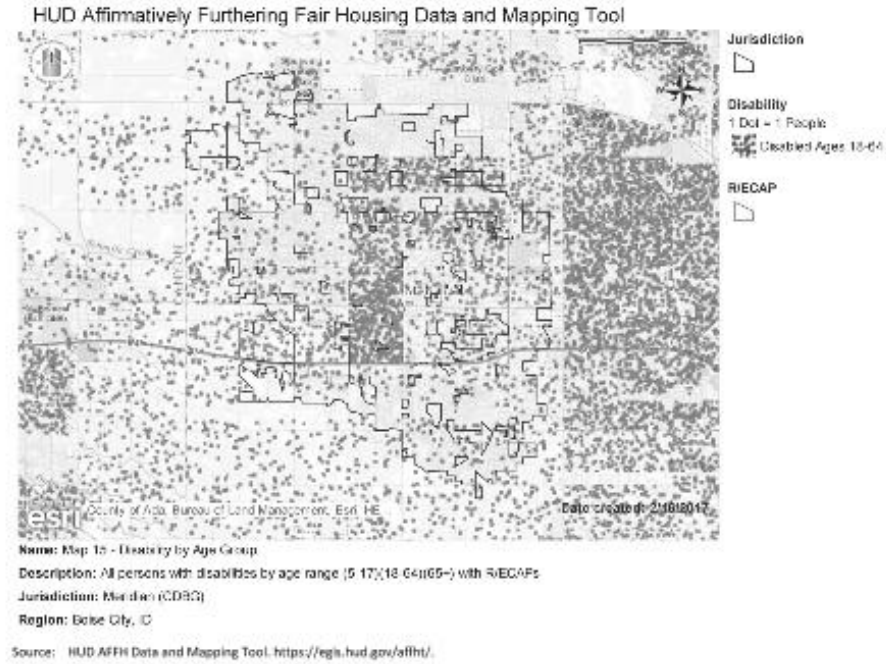 HUD Affirmatively Furthering Fair Housing Data and Mapping Tool
Jurisdiction
Disability
1 Dot = 1 People
Disabled Ages 18-64
R/ECAP
esri
County of Ada, Bureau of Land Management, Esri, HE
Date created: 2/16/2017
Name: Map 15 - Disability by Age Group
Description: All persons with disabilities by age range (5-17)(18-64)(65+) with R/ECAPs
Jurisdiction: Meridian (CDBG)
Region: Boise City, ID
Source: HUD AFFH Data and Mapping Tool. https://egis.hud.gov/affht/.